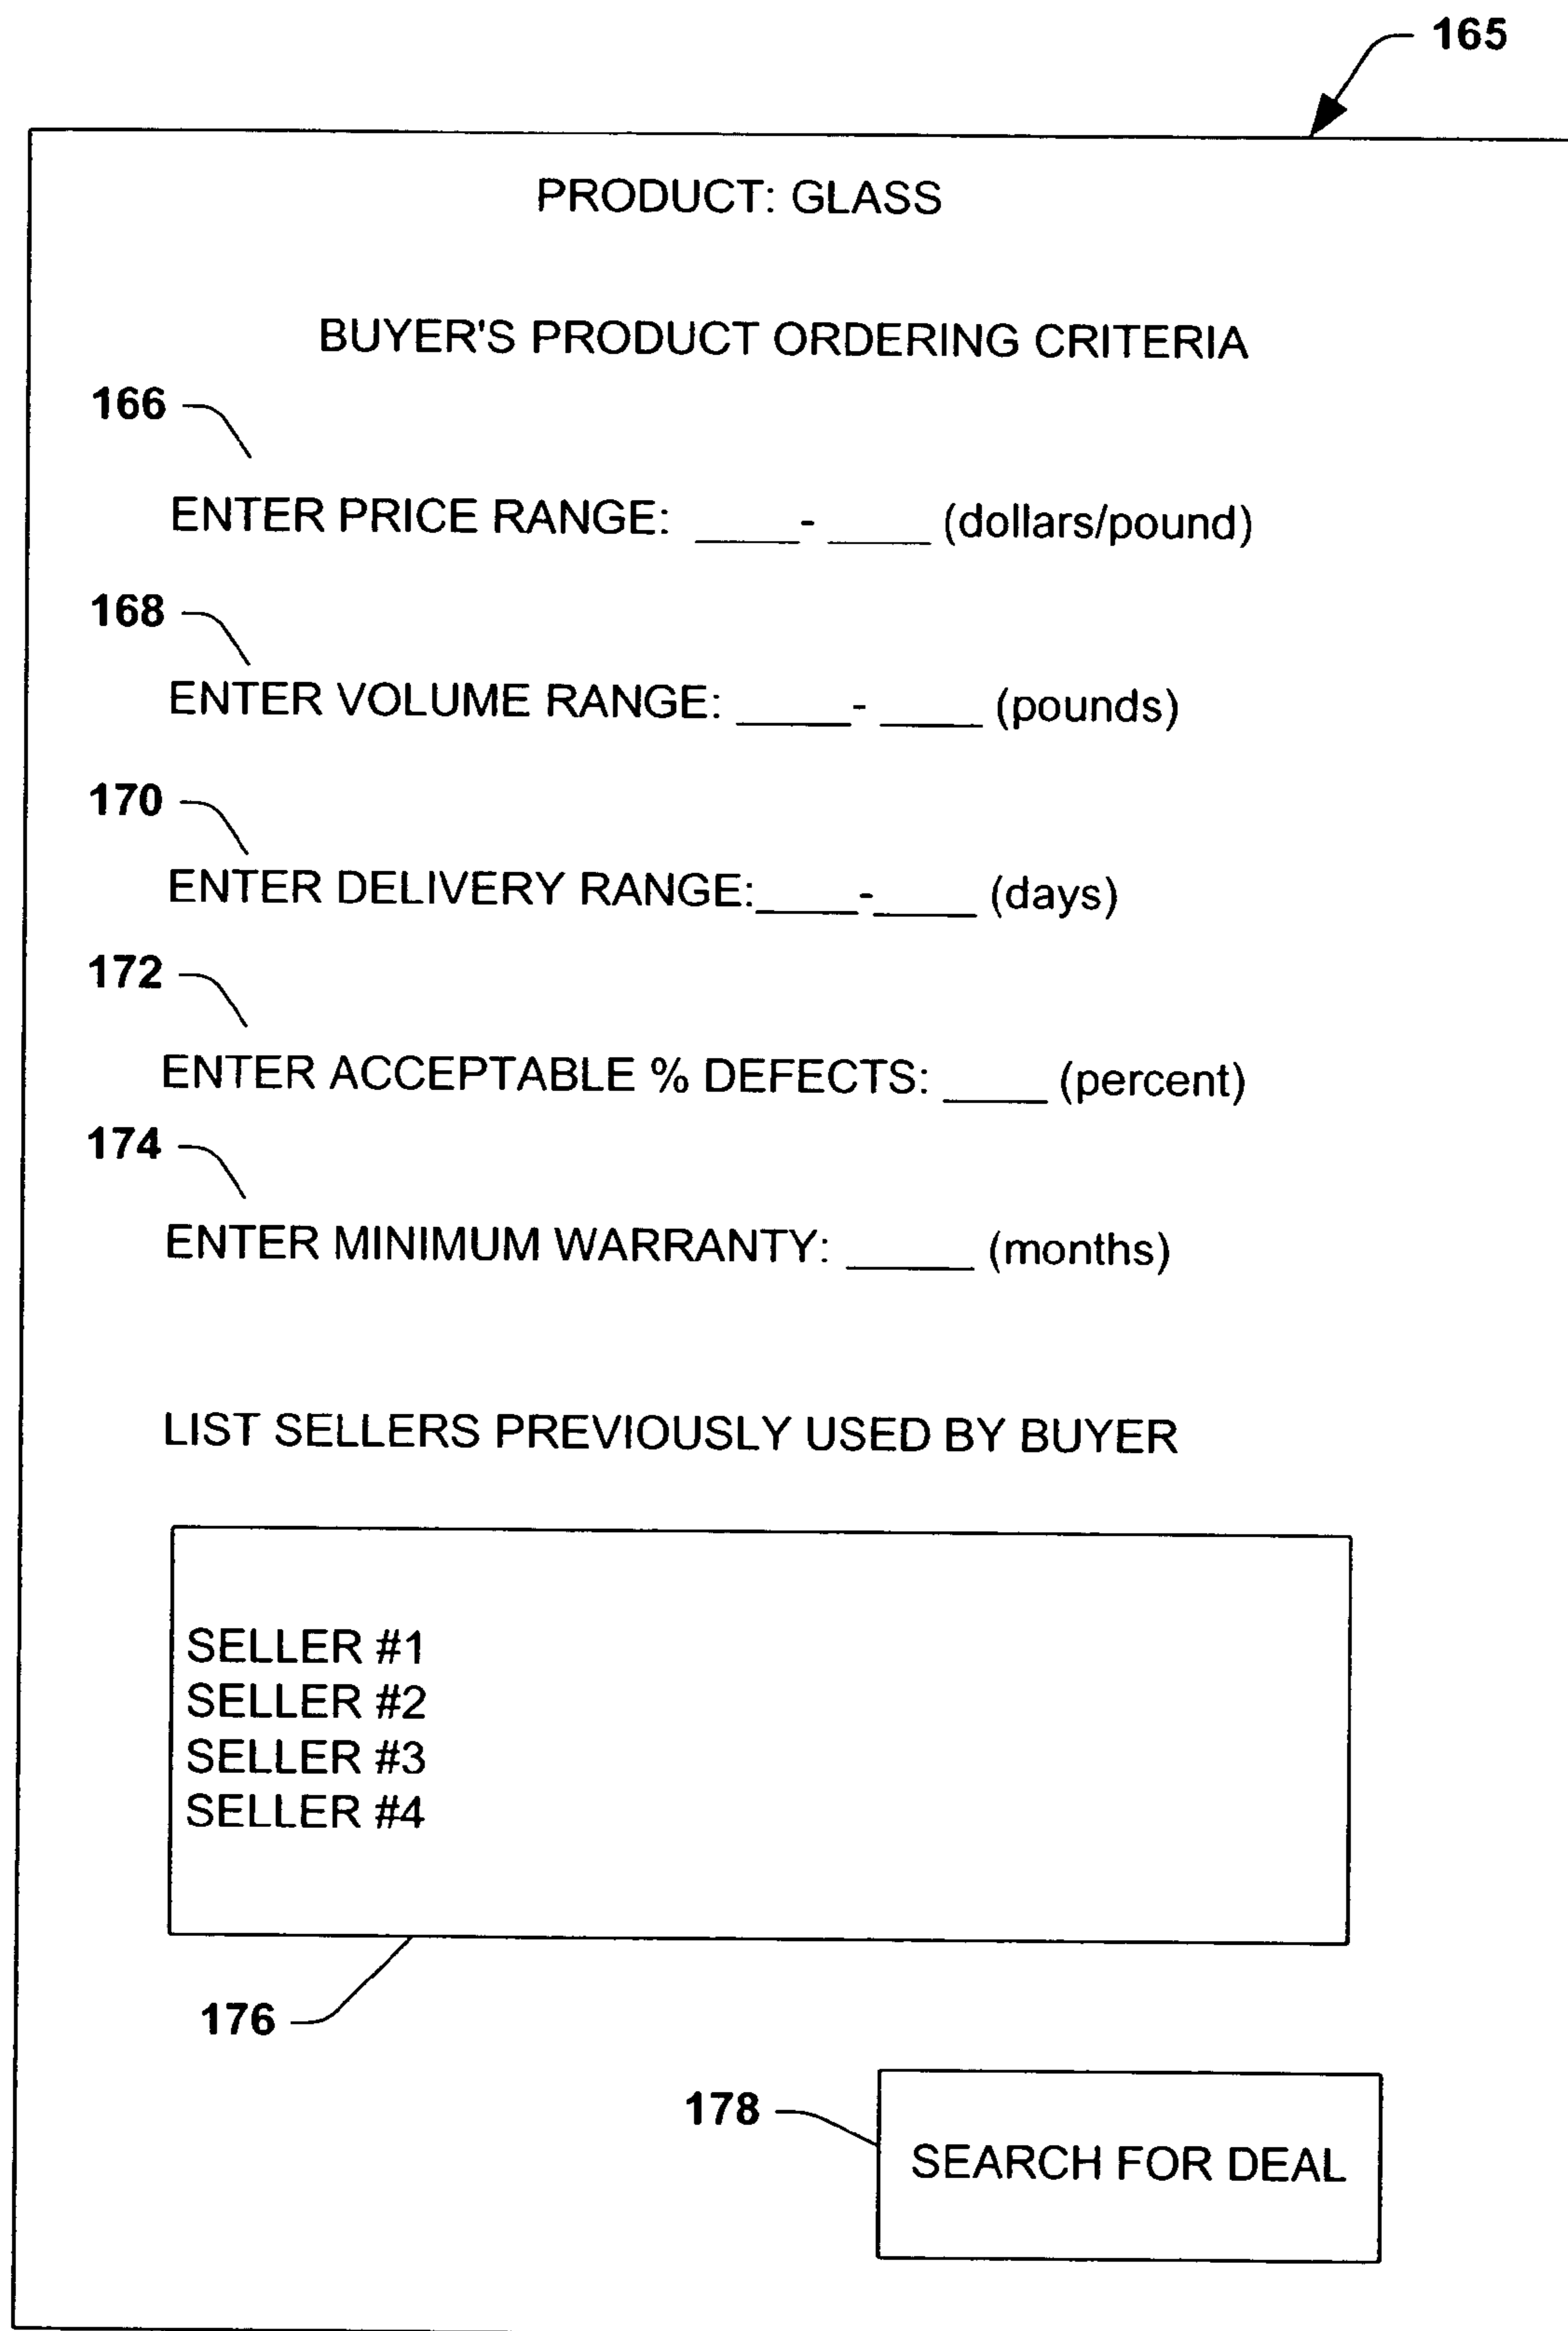 165
PRODUCT: GLASS
BUYER'S PRODUCT ORDERING CRITERIA
166
ENTER PRICE RANGE: ____- ____ (dollars/pound)
168
ENTER VOLUME RANGE: ____- ____ (pounds)
170
ENTER DELIVERY RANGE:____-____ (days)
172
ENTER ACCEPTABLE % DEFECTS: ____ (percent)
174
ENTER MINIMUM WARRANTY: _____ (months)
LIST SELLERS PREVIOUSLY USED BY BUYER
SELLER #1
SELLER #2
SELLER #3
SELLER #4
176
178
SEARCH FOR DEAL